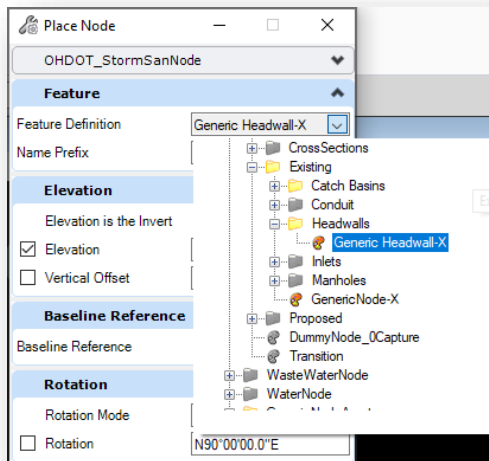 Place Node
OHDOT_StormSanNode
Feature
Feature Definition
Generic Headwall-X
Name Prefix
CrossSections
Existing
Catch Basins
Conduit
Headwalls
Generic Headwall-X
Inlets
Manholes
GenericNode-X
Proposed
DummyNode_0Capture
Transition
WasteWaterNode
WaterNode
Elevation
Elevation is the Invert
Elevation
Vertical Offset
Baseline Reference
Baseline Reference
Rotation
Rotation Mode
Rotation
N90°00'00.0"E